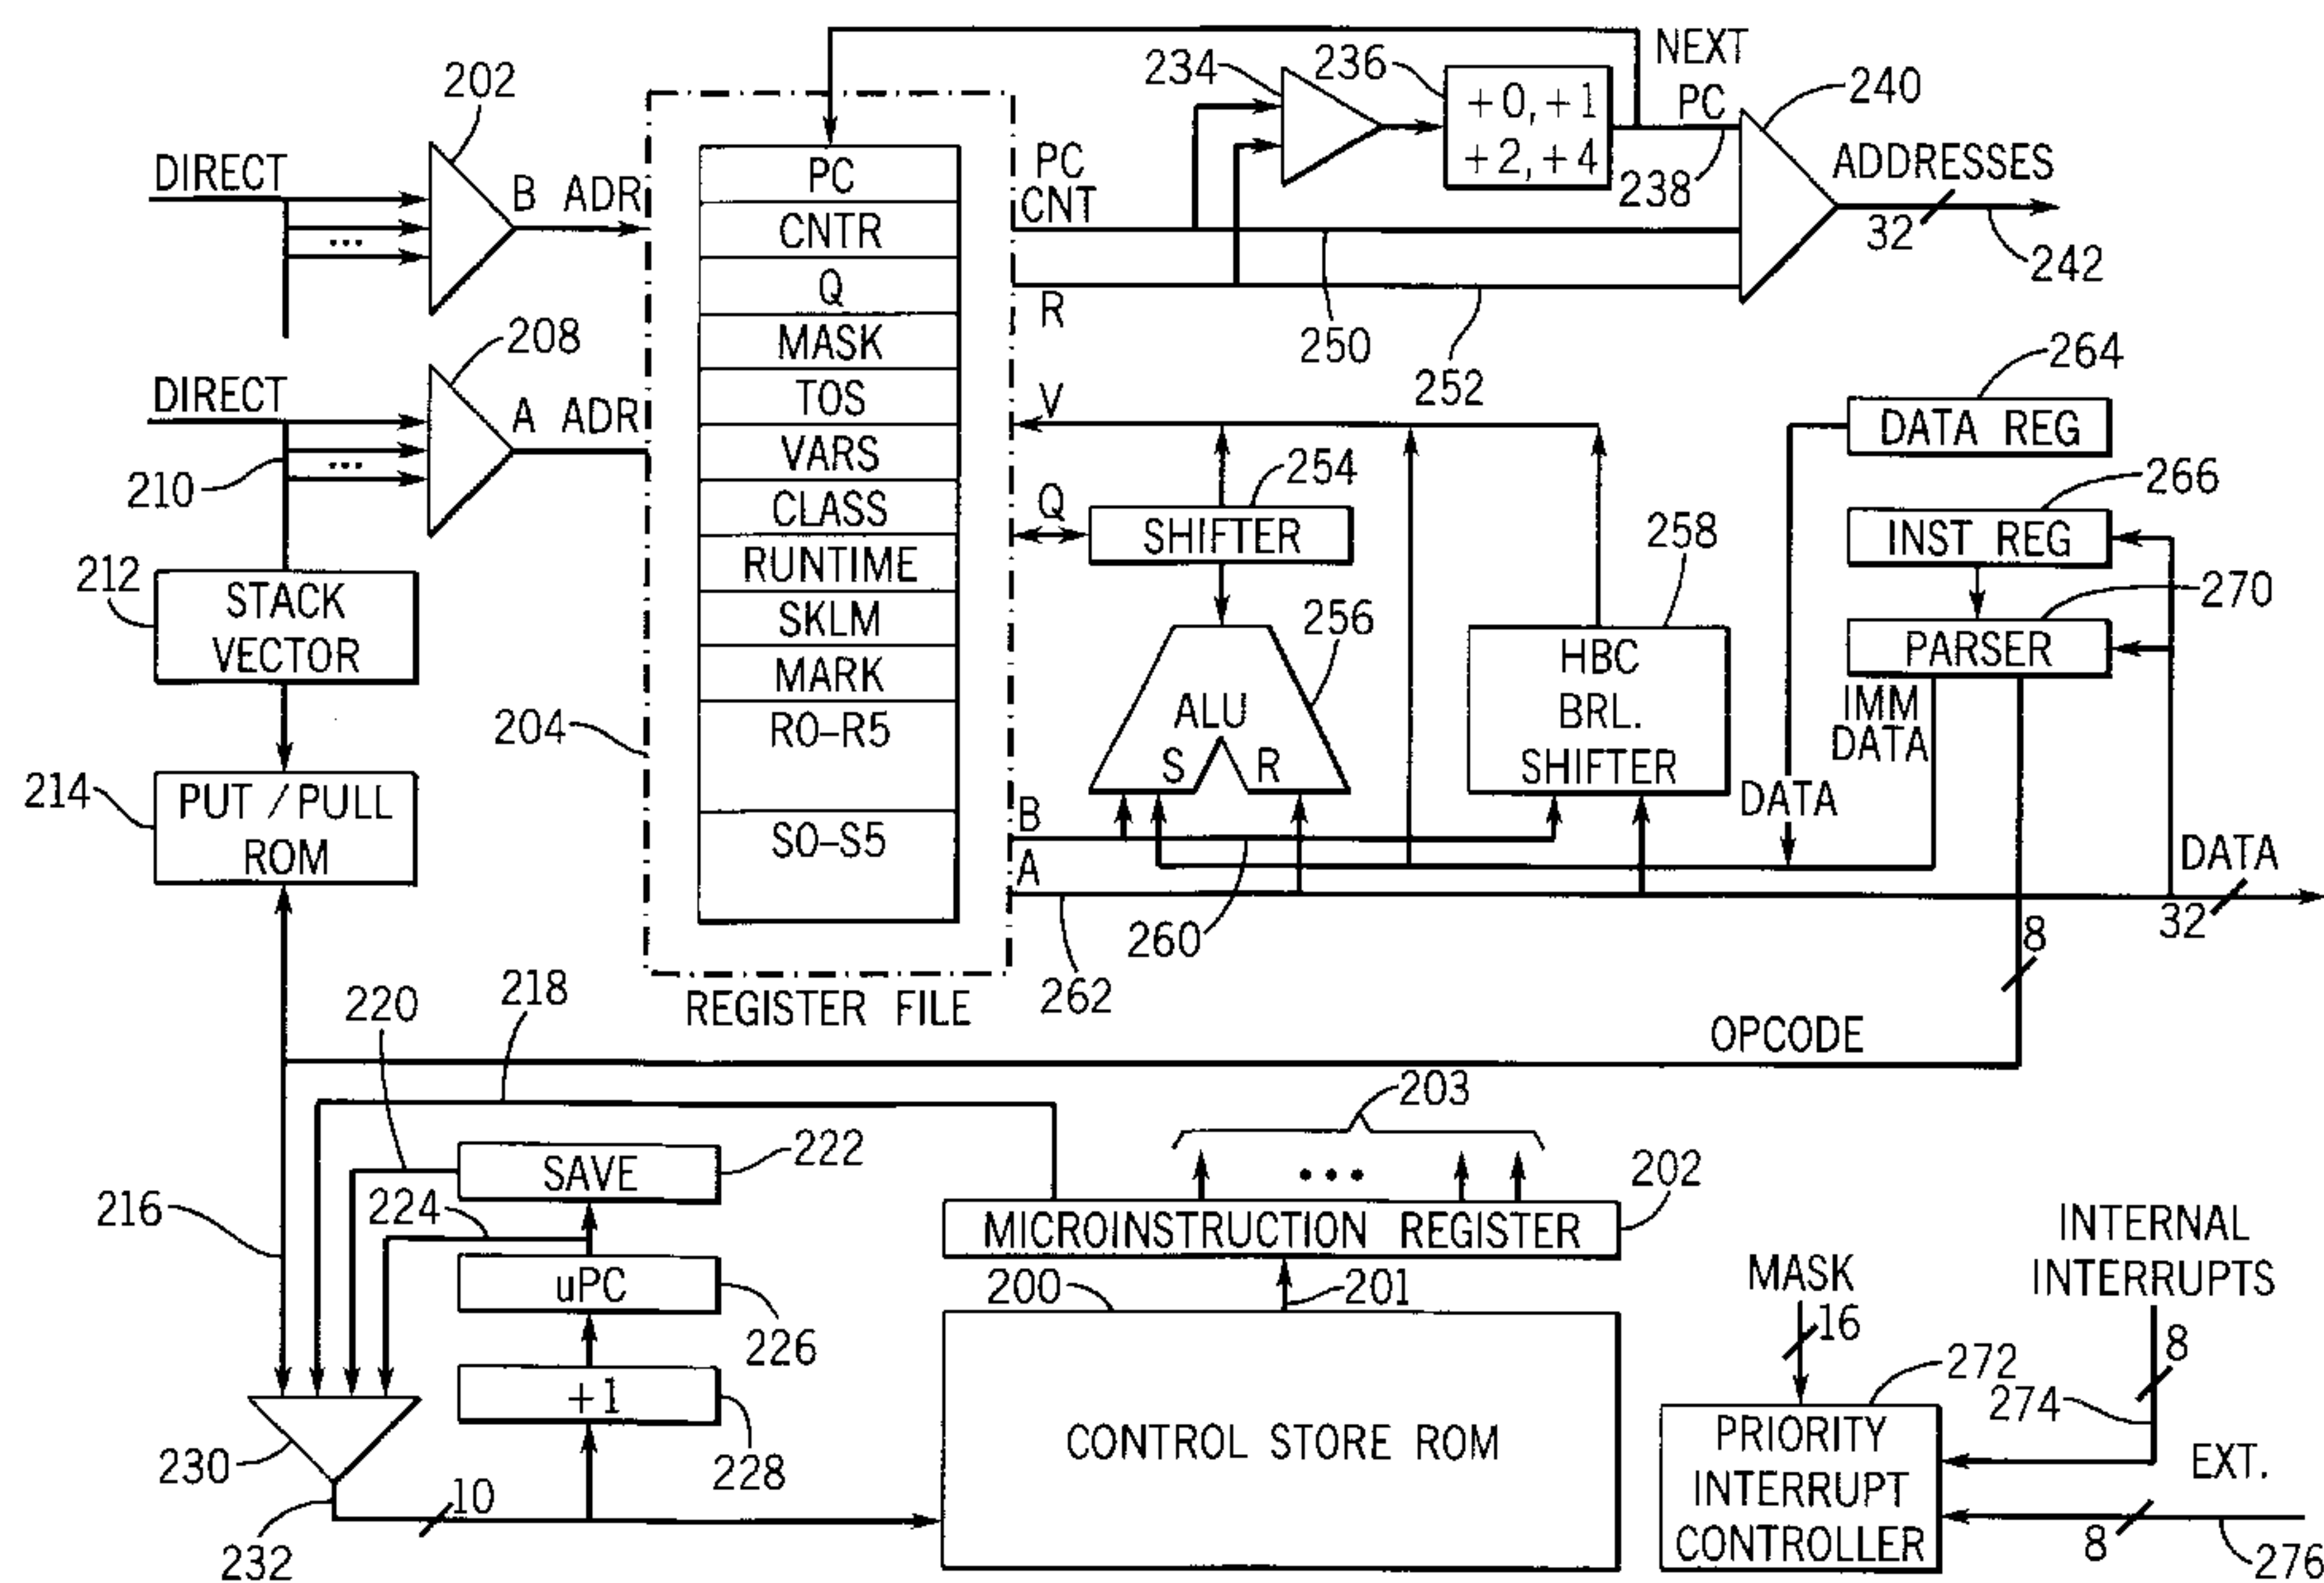 202
DIRECT
B ADR
208
DIRECT
A ADR
210
212
STACK
VECTOR
214
PUT / PULL
ROM
204
PC
CNTR
Q
MASK
TOS
VARS
CLASS
RUNTIME
SKLM
MARK
R0-R5
S0-S5
REGISTER FILE
234
236
+0, +1
+2, +4
NEXT
PC
238
240
ADDRESSES
32
242
PC
CNT
R
250
252
V
Q
254
SHIFTER
256
ALU
S R
258
HBC
BRL.
SHIFTER
264
DATA REG
266
INST REG
270
PARSER
IMM
DATA
DATA
B
A
260
262
DATA
32
8
OPCODE
218
220
216
222
SAVE
224
uPC
226
+1
228
230
232
10
203
202
MICROINSTRUCTION REGISTER
200
201
CONTROL STORE ROM
MASK
16
INTERNAL
INTERRUPTS
8
272
274
PRIORITY
INTERRUPT
CONTROLLER
EXT.
8
276